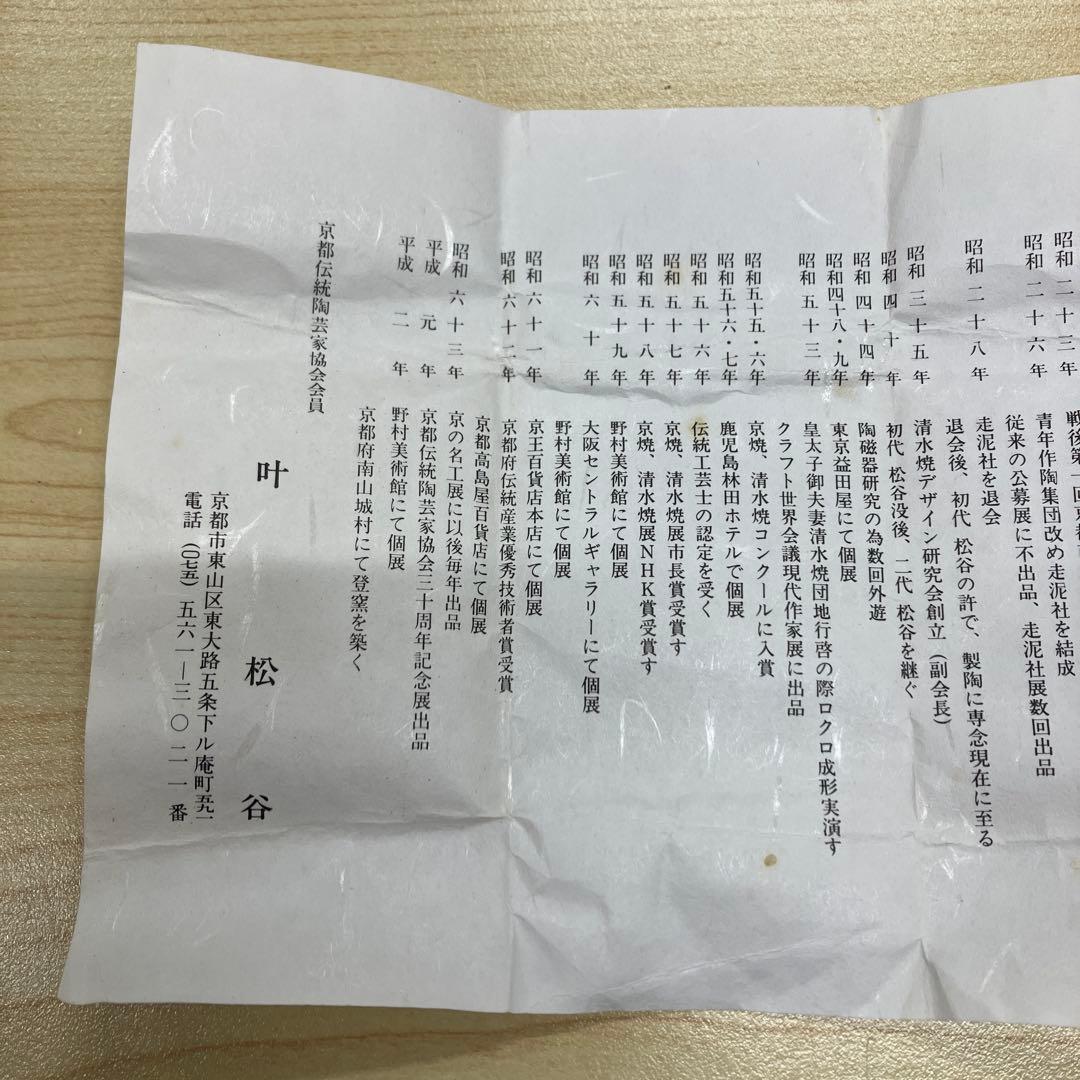 昭和二十三年
戦後第一回京
昭和二十六年
青年作陶集団改め走泥社を結成
従来の公募展に不出品、走泥社展数回出品
昭和二十八年
走泥社を退会
退会後、初代 松谷の許で、製陶に専念現在に至る
昭和三十五年
清水焼デザイン研究会創立(副会長)
昭和四十年
初代 松谷没後、二代 松谷を継ぐ
昭和四十四年
陶磁器研究の為数回外遊
昭和四十八・九年
東京益田屋にて個展
昭和五十三年
皇太子御夫妻清水焼団地行啓の際ロクロ成形実演す
クラフト世界会議現代作家展に出品
昭和五十五・六年
京焼、清水焼コンクールに入賞
昭和五十六・七年
鹿児島林田ホテルで個展
昭和五十六年
伝統工芸士の認定を受く
昭和五十七年
京焼、清水焼展市長賞受賞す
昭和五十八年
京焼、清水焼展NHK賞受賞す
昭和五十九年
野村美術館にて個展
昭和六十年
大阪セントラルギャラリーにて個展
野村美術館にて個展
昭和六十一年
京王百貨店本店にて個展
昭和六十二年
京都府伝統産業優秀技術者賞受賞
京都高島屋百貨店にて個展
昭和六十三年
京の名工展に以後毎年出品
平成元年
京都伝統陶芸家協会三十周年記念展出品
平成二年
野村美術館にて個展
京都府南山城村にて登窯を築く
京都伝統陶芸家協会会員
叶松谷
京都市東山区東大路五条下ル庵町五九一
電話(〇七五)五六一―三〇二一番